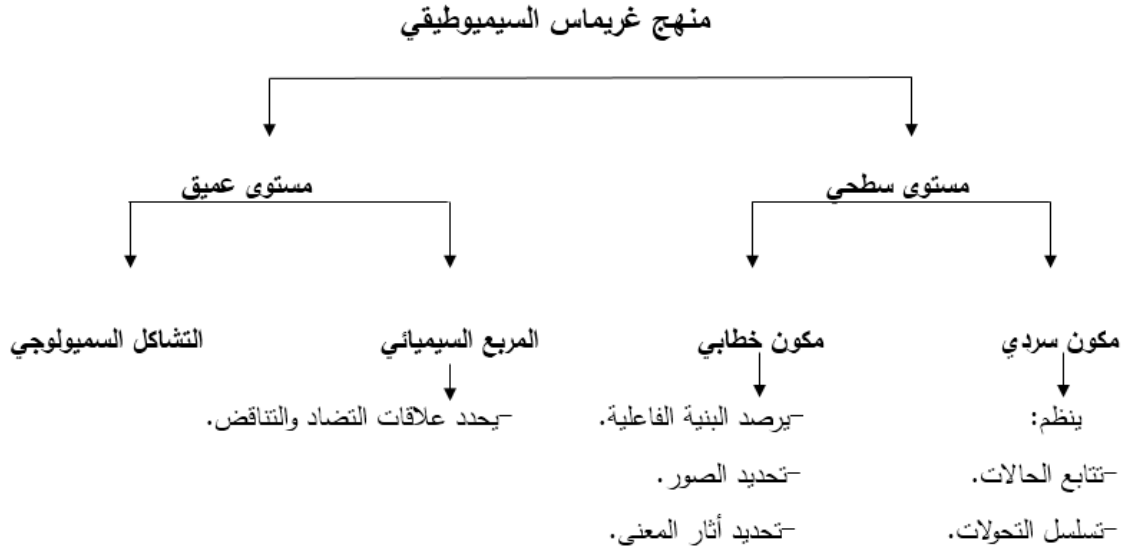 منهج غريماس السيميوطيقي
مستوى سطحي
مستوى عميق
مكون سردي
مكون خطابي
المربع السيميائي
التشاكل السميولوجي
ينظم:
-تتابع الحالات.
-تسلسل التحولات.
-يرصد البنية الفاعلية.
-تحديد الصور.
-تحديد أثار المعنى.
-يحدد علاقات التضاد والتناقض.